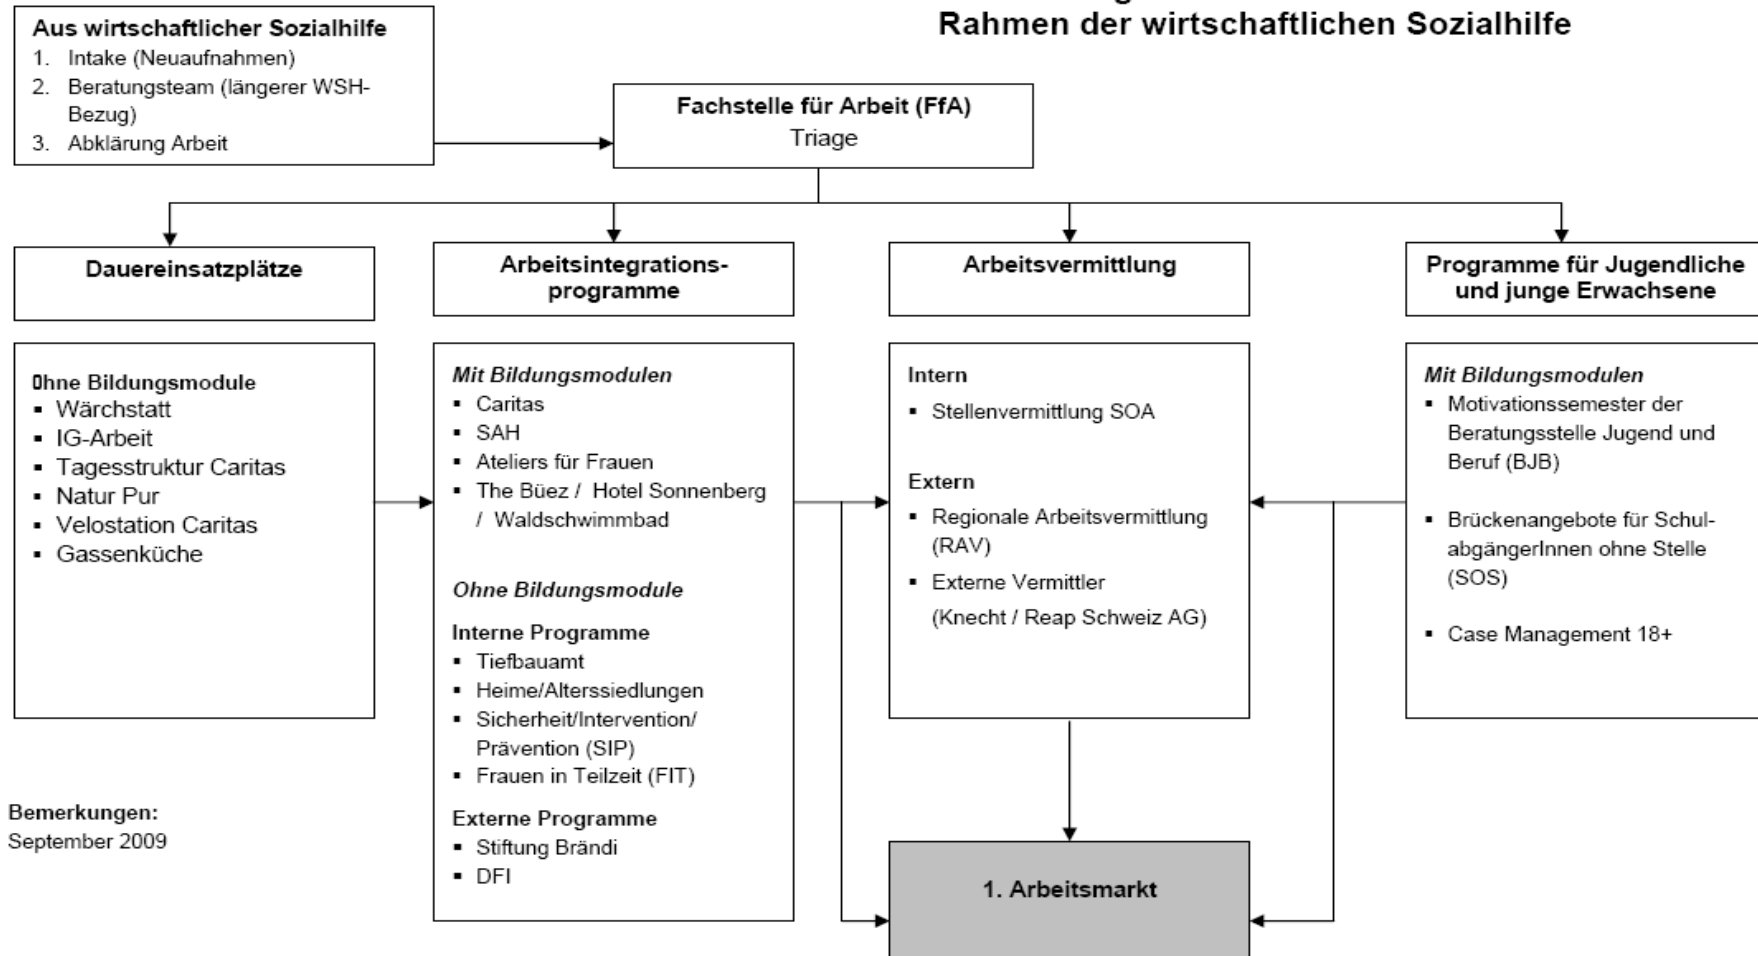 Rahmen der wirtschaftlichen Sozialhilfe
Aus wirtschaftlicher Sozialhilfe
1. Intake (Neuaufnahmen)
2. Beratungsteam (längerer WSH-
Bezug)
3. Abklärung Arbeit
Fachstelle für Arbeit (FfA)
Triage
Dauereinsatzplätze
Ohne Bildungsmodule
▪ Wärchstatt
▪ IG-Arbeit
▪ Tagesstruktur Caritas
▪ Natur Pur
▪ Velostation Caritas
▪ Gassenküche
Arbeitsintegrations-
programme
Mit Bildungsmodulen
▪ Caritas
▪ SAH
▪ Ateliers für Frauen
▪ The Büez / Hotel Sonnenberg
/ Waldschwimmbad
Ohne Bildungsmodule
Interne Programme
▪ Tiefbauamt
▪ Heime/Alterssiedlungen
▪ Sicherheit/Intervention/
Prävention (SIP)
▪ Frauen in Teilzeit (FIT)
Externe Programme
▪ Stiftung Brändi
▪ DFI
Arbeitsvermittlung
Intern
▪ Stellenvermittlung SOA
Extern
▪ Regionale Arbeitsvermittlung
(RAV)
▪ Externe Vermittler
(Knecht / Reap Schweiz AG)
Programme für Jugendliche
und junge Erwachsene
Mit Bildungsmodulen
▪ Motivationssemester der
Beratungsstelle Jugend und
Beruf (BJB)
▪ Brückenangebote für Schul-
abgängerInnen ohne Stelle
(SOS)
▪ Case Management 18+
1. Arbeitsmarkt
Bemerkungen:
September 2009